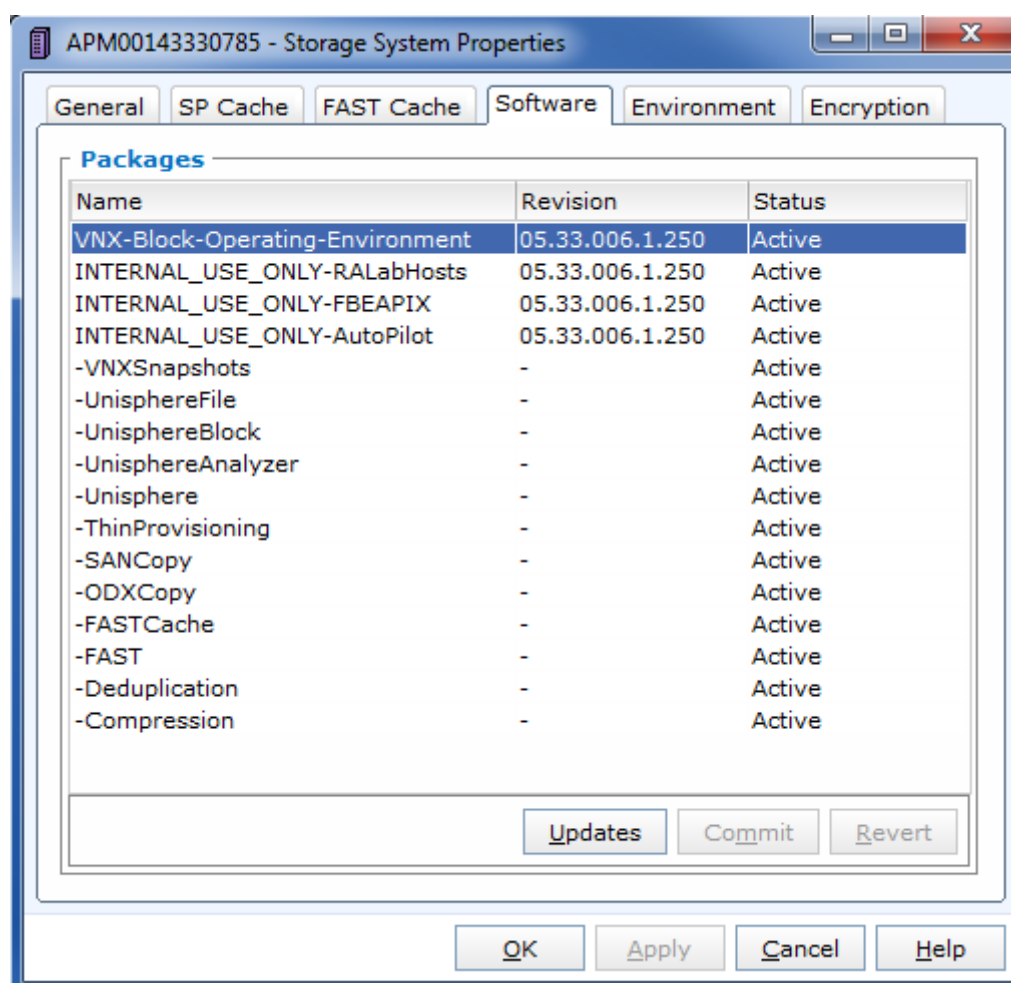 APM00143330785 - Storage System Properties
General SP Cache FAST Cache Software Environment Encryption
Packages
Name Revision Status
VNX-Block-Operating-Environment 05.33.006.1.250 Active
INTERNAL_USE_ONLY-RALabHosts 05.33.006.1.250 Active
INTERNAL_USE_ONLY-FBEAPIX 05.33.006.1.250 Active
INTERNAL_USE_ONLY-AutoPilot 05.33.006.1.250 Active
-VNXSnapshots - Active
-UnisphereFile - Active
-UnisphereBlock - Active
-UnisphereAnalyzer - Active
-Unisphere - Active
-ThinProvisioning - Active
-SANCopy - Active
-ODXCopy - Active
-FASTCache - Active
-FAST - Active
-Deduplication - Active
-Compression - Active
Updates Commit Revert
OK Apply Cancel Help